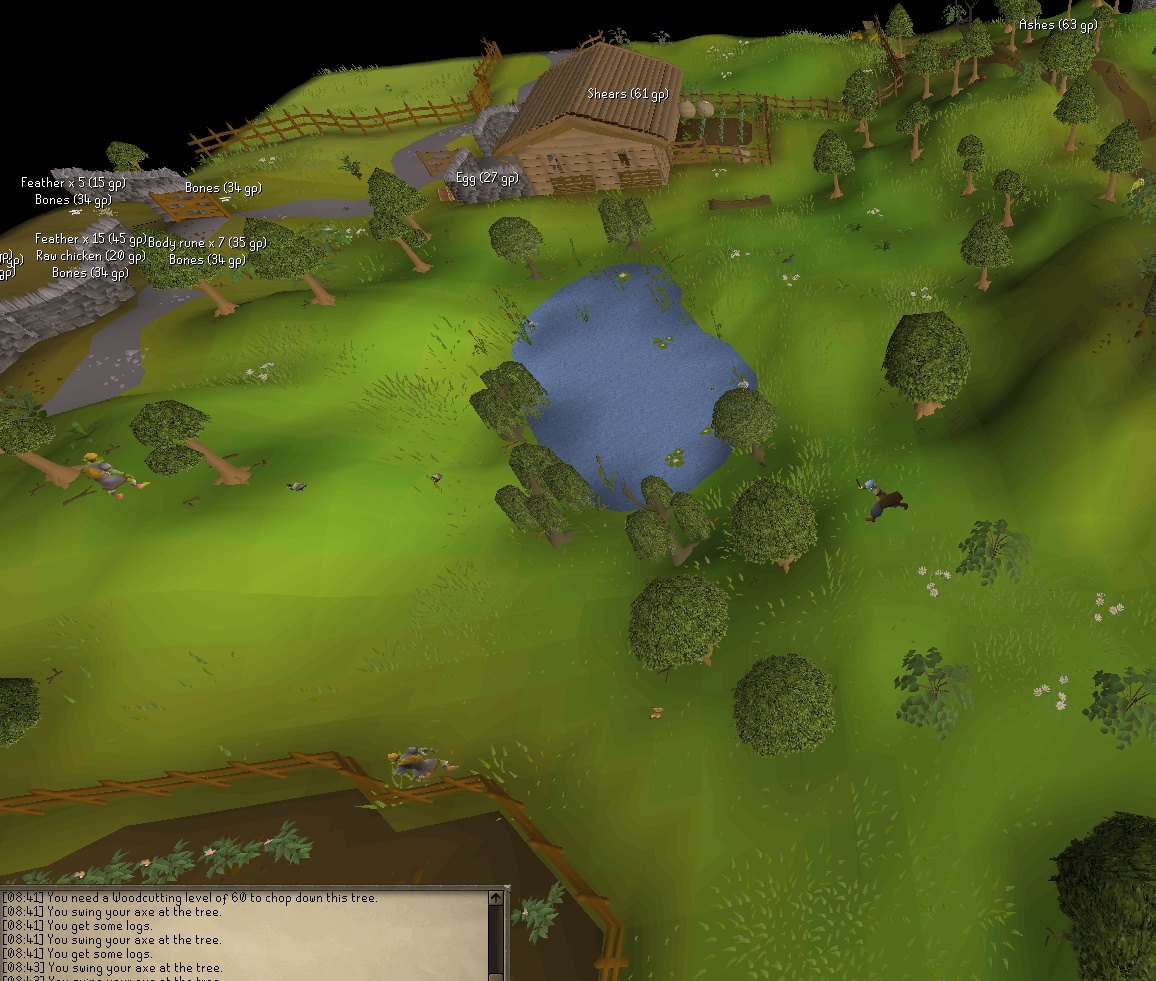 Ashes (63 gp)
Shears (61 gp)
Egg (27 gp)
Feather x 5 (15 gp)
Bones (34 gp)
Bones (34 gp)
Feather x 15 (45 gp)
Body rune x 7 (35 gp)
Raw chicken (20 gp)
Bones (34 gp)
Bones (34 gp)
gp)
[08:41] You need a Woodcutting level of 60 to chop down this tree.
[08:41] You swing your axe at the tree.
[08:41] You get some logs.
[08:41] You swing your axe at the tree.
[08:41] You get some logs.
[08:43] You swing your axe at the tree.